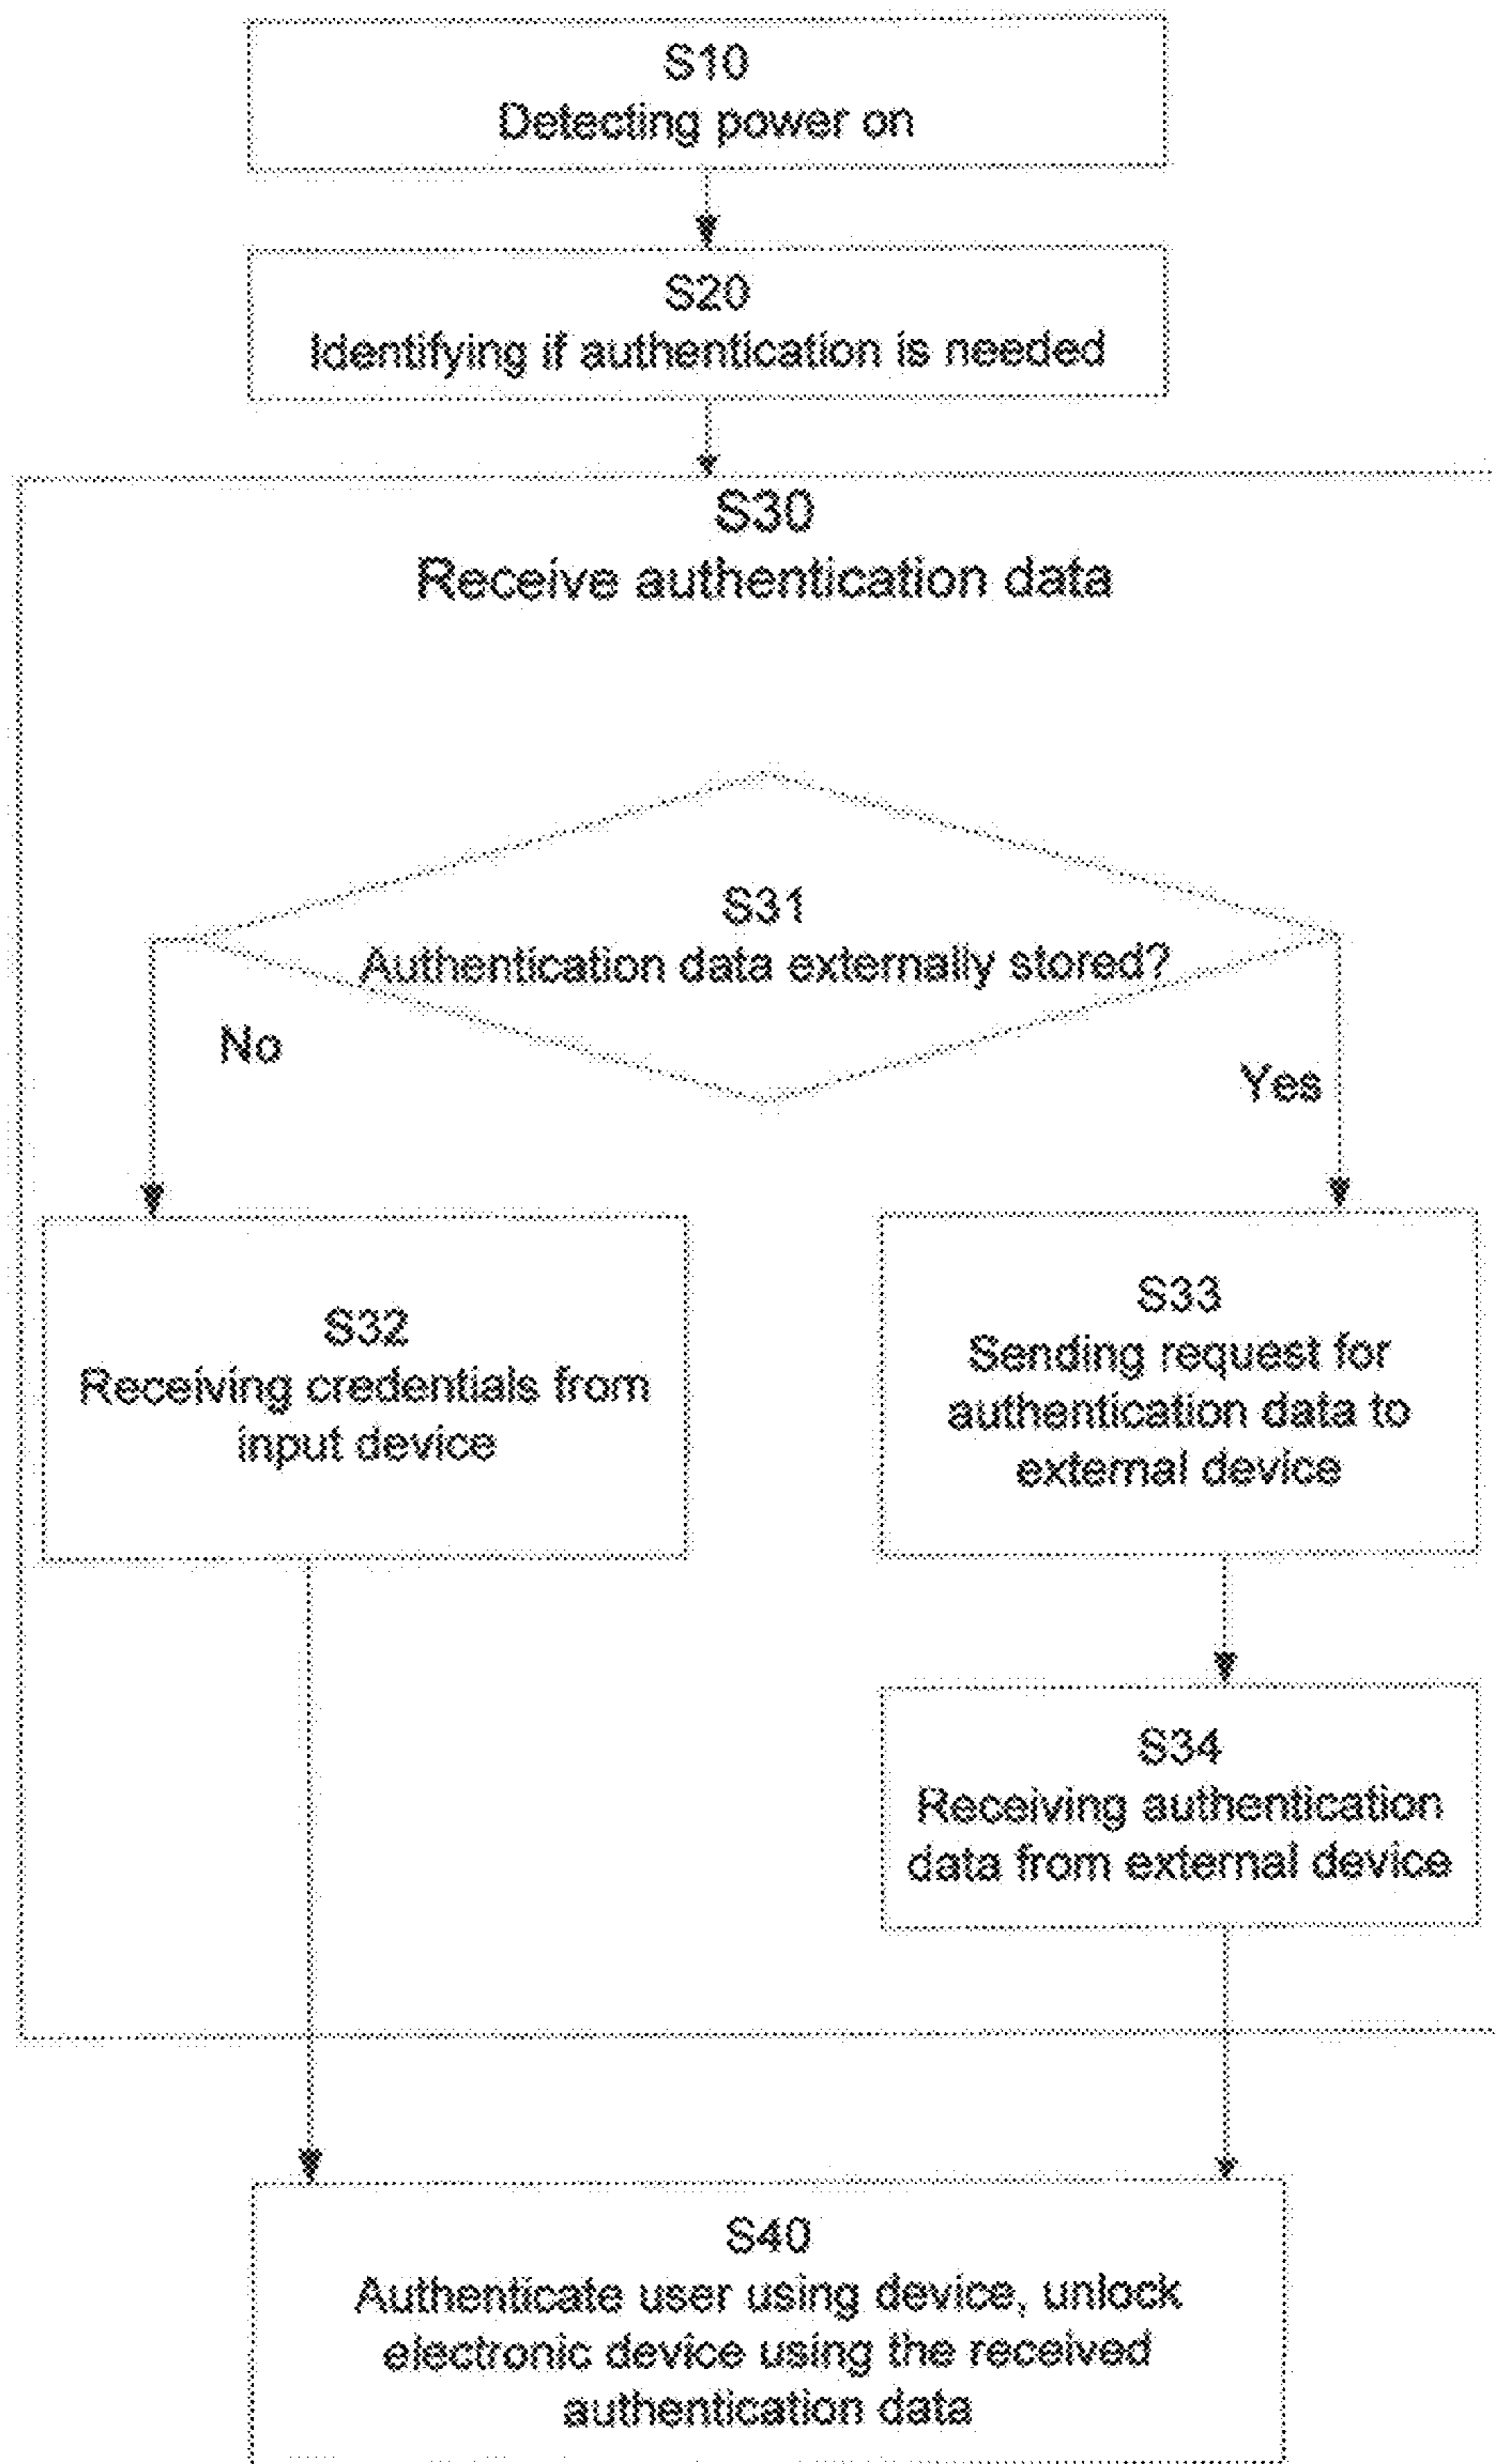 S10
Detecting power on
S20
Identifying if authentication is needed
S30
Receive authentication data
S31
Authentication data externally stored?
No
Yes
S32
Receiving credentials from
input device
S33
Sending request for
authentication data to
external device
S34
Receiving authentication
data from external device
S40
Authenticate user using device, unlock
electronic device using the received
authentication data